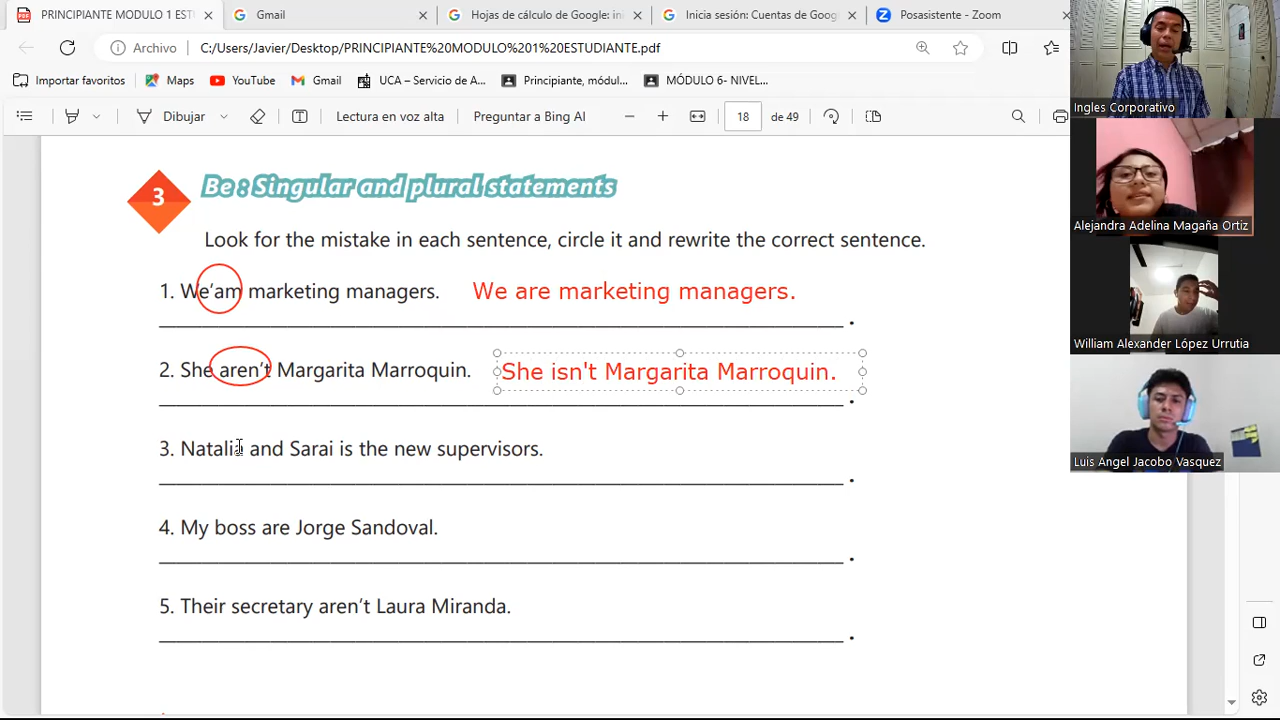 PRINCIPIANTE MODULO 1 EST
Gmail
Hojas de cálculo de Google: ini
Inicia sesión: Cuentas de Goog
cosasistente - Zoom
Archivo
C:/Users/Javier/Desktop/PRINCIPIANTE%20MODULO%201%20ESTUDIANTE.pdf
Importar favoritos
Maps
YouTube
Gmail
UCA – Servicio de A...
Principiante, módul...
MÓDULO 6- NIVEL...
Dibujar
Lectura en voz alta
Preguntar a Bing AI
18
de 49
3
Be : Singular and plural statements
Look for the mistake in each sentence, circle it and rewrite the correct sentence.
1. We'am marketing managers. We are marketing managers.
2. She aren't Margarita Marroquin. She isn't Margarita Marroquin.
3. Natalia and Sarai is the new supervisors.
4. My boss are Jorge Sandoval.
5. Their secretary aren't Laura Miranda.
Ingles Corporativo
Alejandra Adelina Magaña Ortiz
William Alexander López Urrutia
Luis Angel Jacobo Vasquez